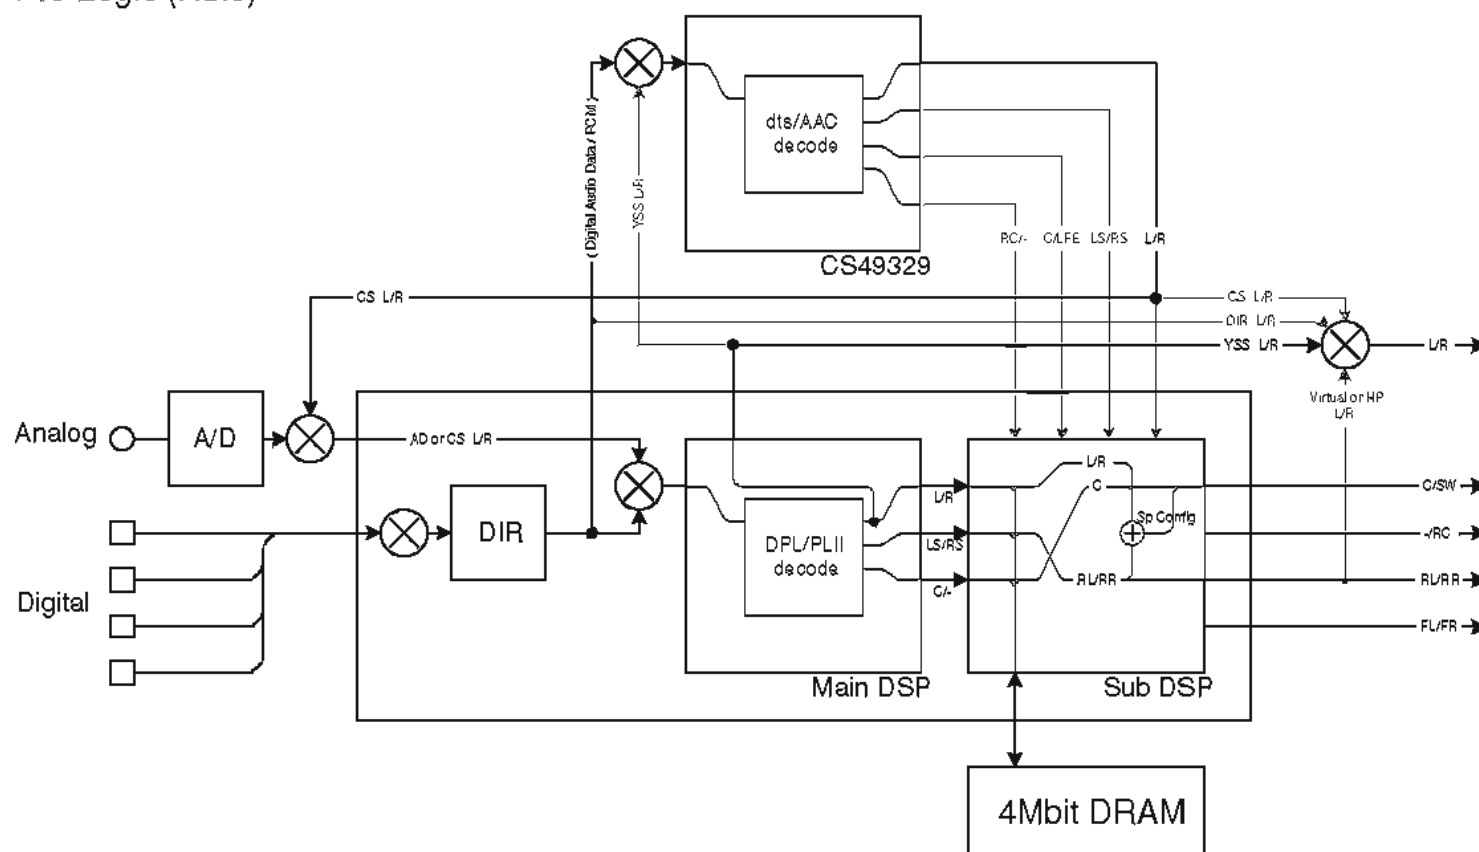 dts/AAC
decode
( Digital Audio Data / PCM )
YSS L/R
RC/-
C/LFE
LS/RS
L/R
CS49329
CS L/R
CS L/R
DIR L/R
YSS L/R
L/R
Virtual or HP
L/R
Analog
A/D
AD or CS L/R
L/R
C
L/R
C/SW
DIR
Sp Config
+
DPL/PLII
decode
LS/RS
-/RC
RL/RR
RL/RR
C/-
Digital
FL/FR
Main DSP
Sub DSP
4Mbit DRAM